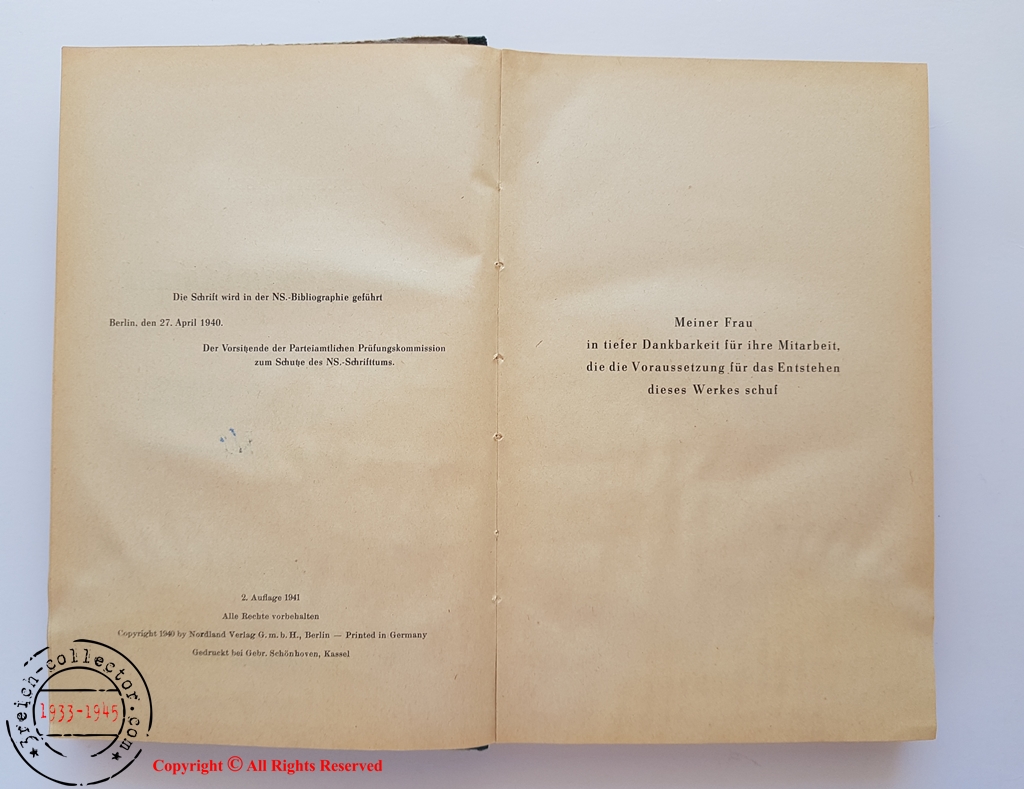 Die Schrift wird in der NS.-Bibliographie geführt
Berlin, den 27. April 1940.
Der Vorsitzende der Parteiamtlichen Prüfungskommission
zum Schutze des NS.-Schrifttums.
2. Auflage 1941
Alle Rechte vorbehalten
Copyright 1940 by Nordland Verlag G. m. b. H., Berlin — Printed in Germany
Gedruckt bei Gebr. Schönhoven, Kassel
Meiner Frau
in tiefer Dankbarkeit für ihre Mitarbeit,
die die Voraussetzung für das Entstehen
dieses Werkes schuf
3reich-collector.com
1933-1945
Copyright © All Rights Reserved